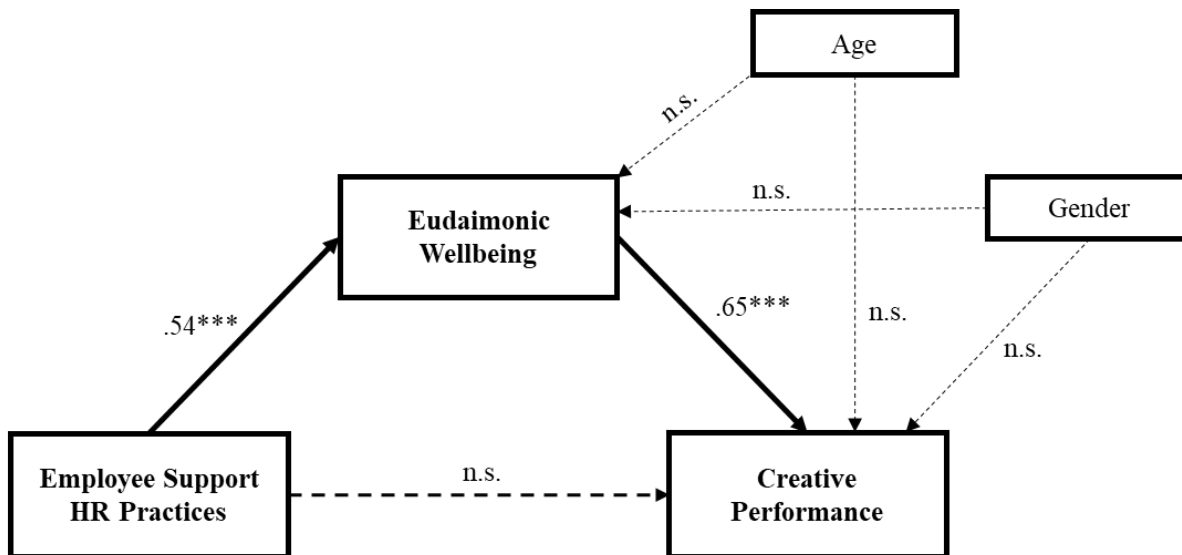 Age
n.s.
n.s.
Gender
Eudaimonic
Wellbeing
.54***
.65***
n.s.
n.s.
Employee Support
HR Practices
n.s.
Creative
Performance